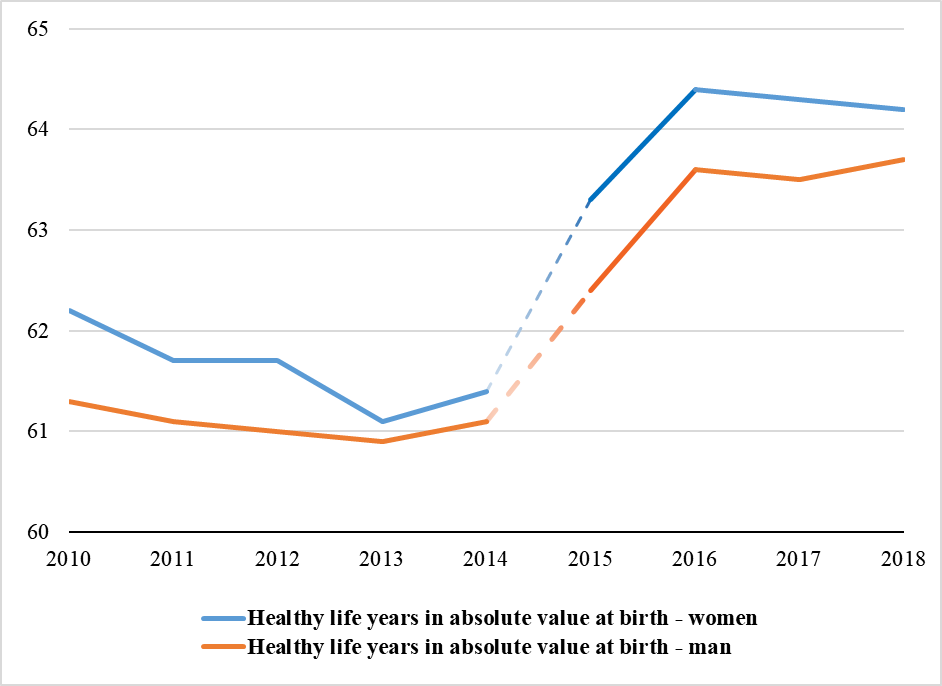 65
64
63
62
61
60
2010 2011 2012 2013 2014 2015 2016 2017 2018
Healthy life years in absolute value at birth - women
Healthy life years in absolute value at birth - man